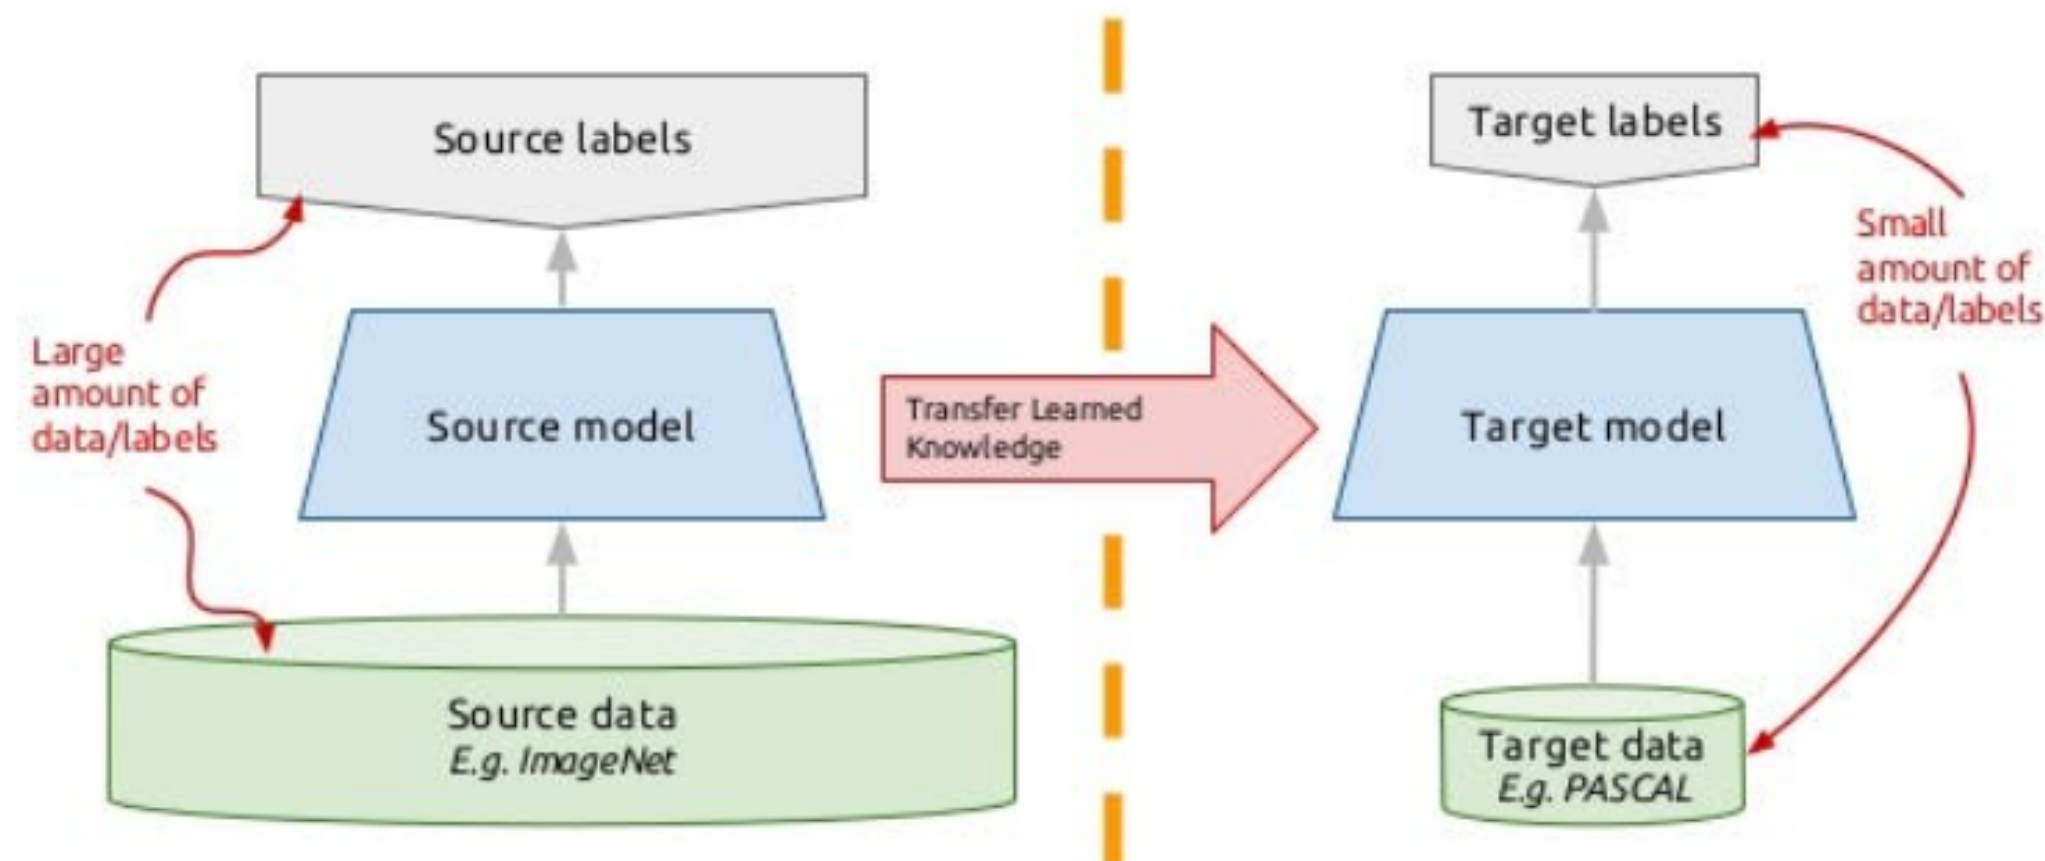 Source labels
Large
amount of
data/labels
Source model
Source data
E.g. ImageNet
Transfer Learned
Knowledge
Target labels
Small
amount of
data/labels
Target model
Target data
E.g. PASCAL